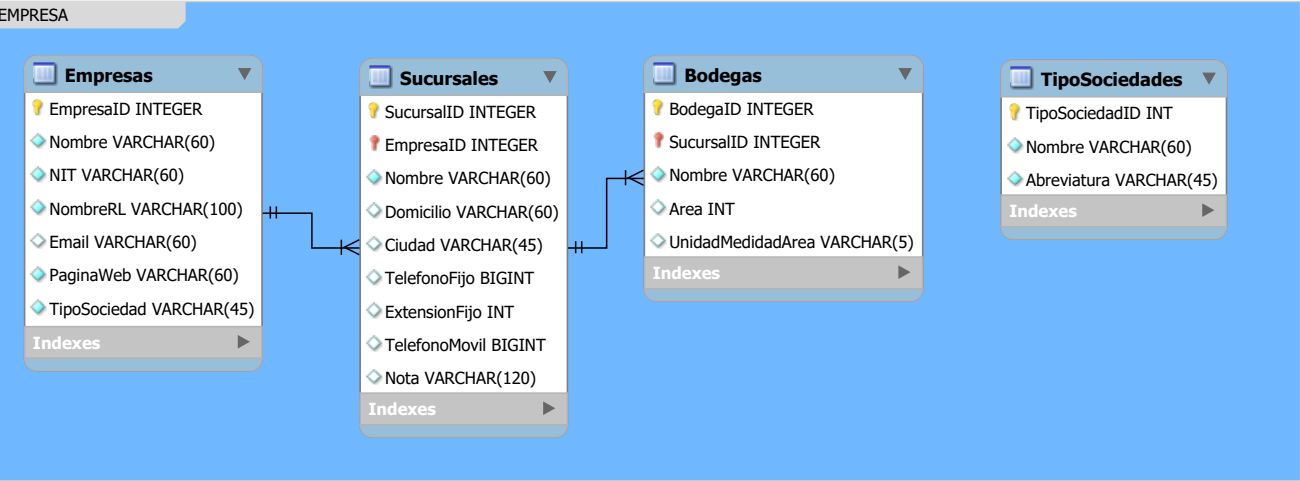 EMPRESA
Empresas
EmpresaID INTEGER
Nombre VARCHAR(60)
NIT VARCHAR(60)
NombreRL VARCHAR(100)
Email VARCHAR(60)
PaginaWeb VARCHAR(60)
TipoSociedad VARCHAR(45)
Indexes
Sucursales
SucursalID INTEGER
EmpresaID INTEGER
Nombre VARCHAR(60)
Domicilio VARCHAR(60)
Ciudad VARCHAR(45)
TelefonoFijo BIGINT
ExtensionFijo INT
TelefonoMovil BIGINT
Nota VARCHAR(120)
Indexes
Bodegas
BodegaID INTEGER
SucursalID INTEGER
Nombre VARCHAR(60)
Area INT
UnidadMedidadArea VARCHAR(5)
Indexes
TipoSociedades
TipoSociedadID INT
Nombre VARCHAR(60)
Abreviatura VARCHAR(45)
Indexes